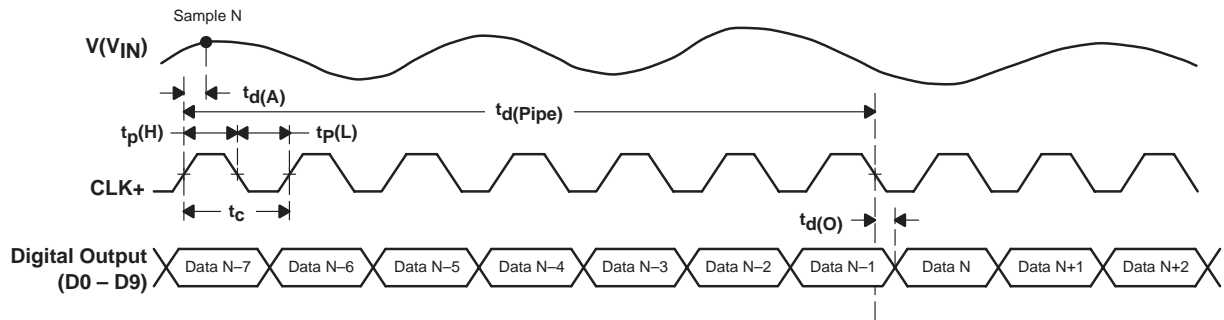 Sample N
V(VIN)
td(A)
td(Pipe)
tp(H)
tP(L)
CLK+
tc
td(O)
Digital Output
(D0 – D9)
Data N–7
Data N–6
Data N–5
Data N–4
Data N–3
Data N–2
Data N–1
Data N
Data N+1
Data N+2